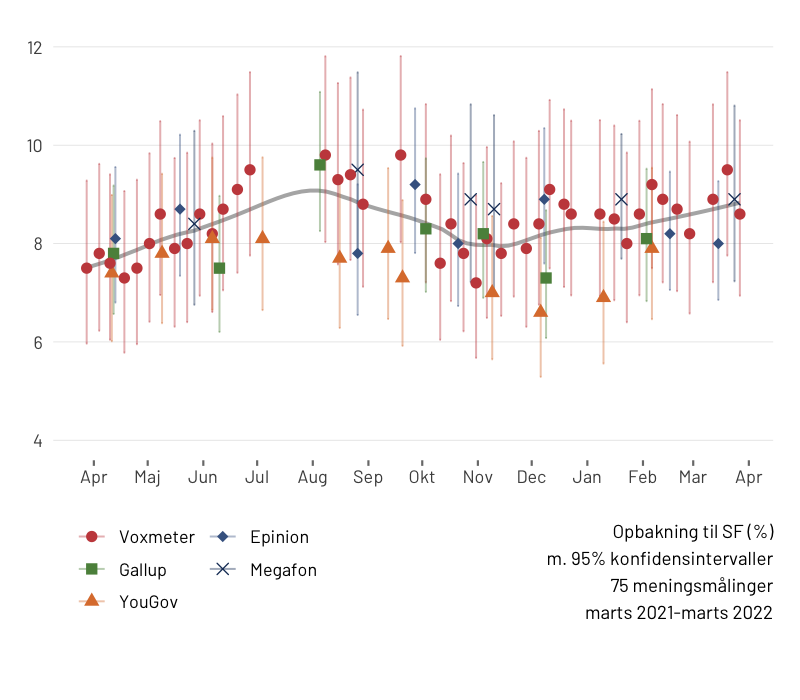 12
10
8
6
4
Apr Maj Jun Jul Aug Sep Okt Nov Dec Jan Feb Mar Apr
Voxmeter Epinion
Gallup Megafon
YouGov
Opbakning til SF (%)
m. 95% konfidensintervaller
75 meningsmålinger
marts 2021-marts 2022